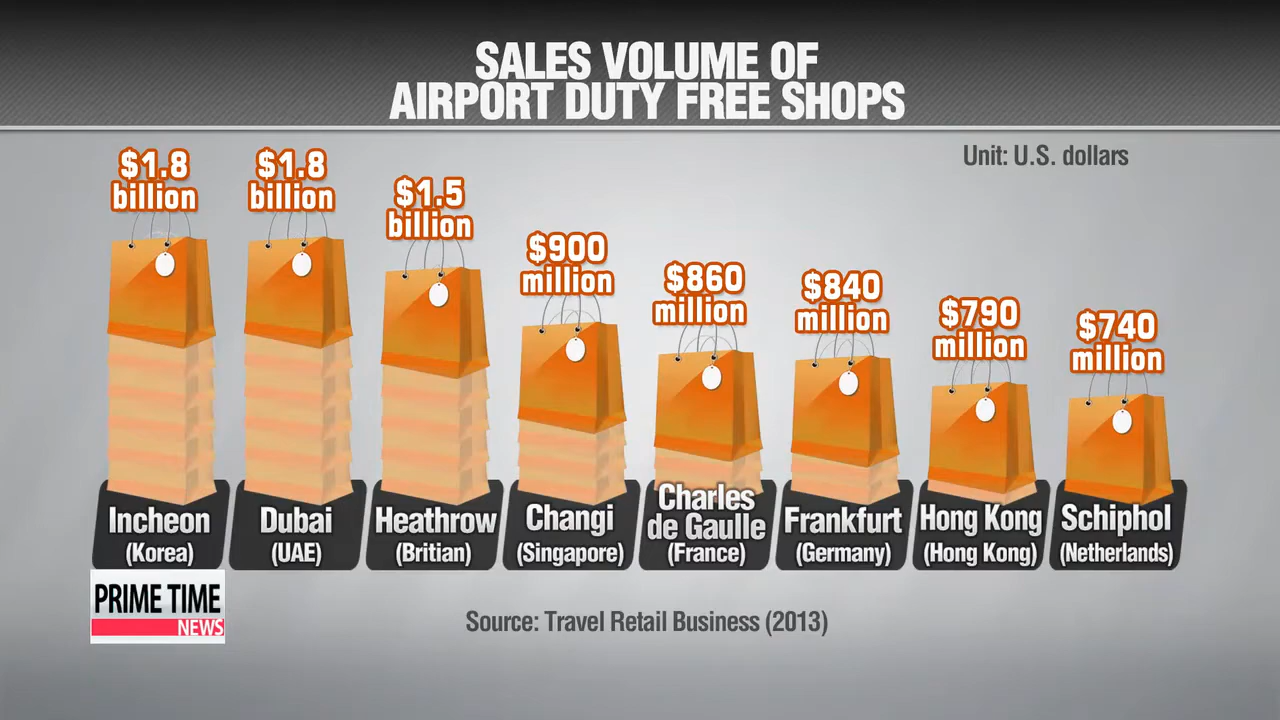 SALES VOLUME OF
AIRPORT DUTY FREE SHOPS
Unit: U.S. dollars
$1.8
billion
$1.8
billion
$1.5
billion
$900
million
$860
million
$840
million
$790
million
$740
million
Incheon
(Korea)
Dubai
(UAE)
Heathrow
(Britian)
Changi
(Singapore)
Charles
de Gaulle
(France)
Frankfurt
(Germany)
Hong Kong
(Hong Kong)
Schiphol
(Netherlands)
PRIME TIME
NEWS
Source: Travel Retail Business (2013)